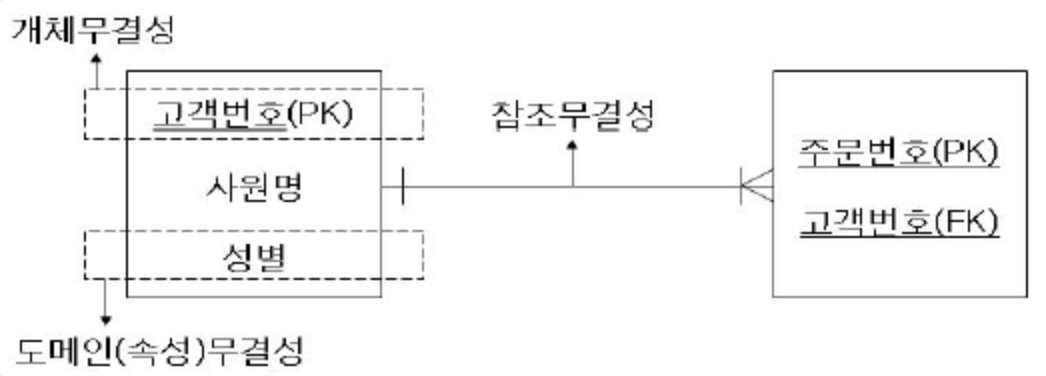 개체무결성
고객번호(PK)
사원명
성별
도메인(속성)무결성
참조무결성
주문번호(PK)
고객번호(FK)